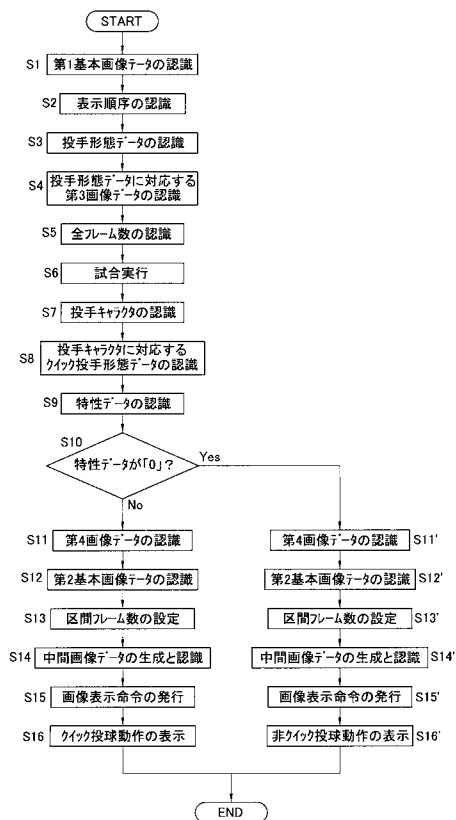 START
S1 第1基本画像データの認識
S2 表示順序の認識
S3 投手形態データの認識
S4 投手形態データに対応する
第3画像データの認識
S5 全フレーム数の認識
S6 試合実行
S7 投手キャラクタの認識
S8 投手キャラクタに対応する
クイック投手形態データの認識
S9 特性データの認識
S10
特性データが「0」?
Yes
No
S11 第4画像データの認識
第4画像データの認識 S11'
S12 第2基本画像データの認識
第2基本画像データの認識 S12'
S13 区間フレーム数の設定
区間フレーム数の設定 S13'
S14 中間画像データの生成と認識
中間画像データの生成と認識 S14'
S15 画像表示命令の発行
画像表示命令の発行 S15'
S16 クイック投球動作の表示
非クイック投球動作の表示 S16'
END